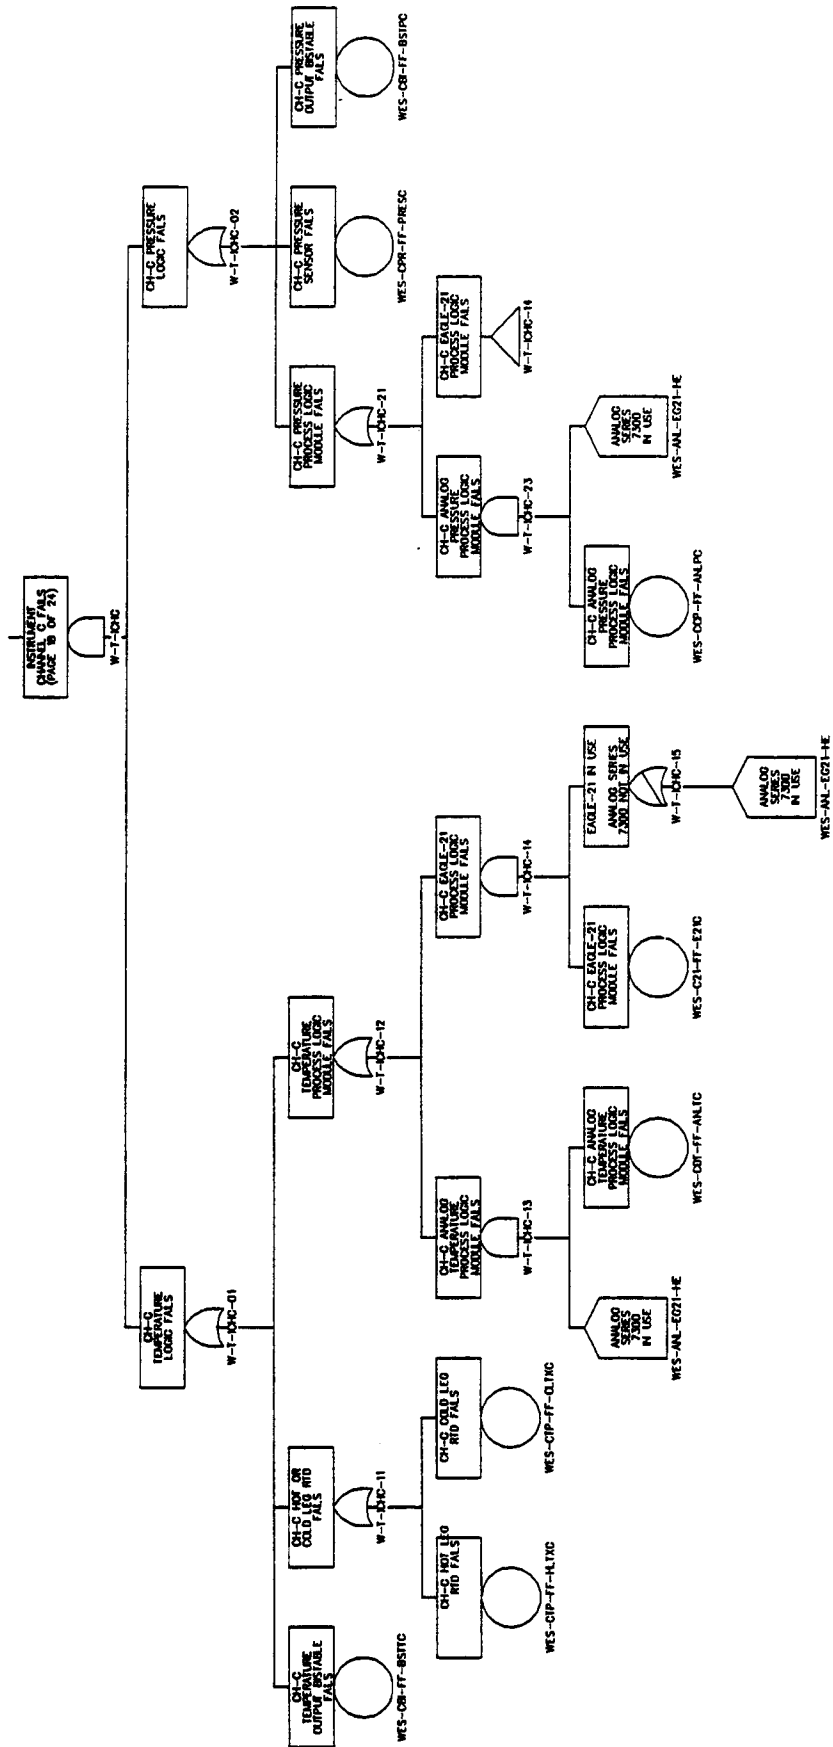 INSTRUMENT
CHANNEL C FAILS
(PAGE 18 OF 24)
W-T-ICHC
CH-C
TEMPERATURE
LOGIC FAILS
W-T-ICHC-01
CH-C PRESSURE
LOGIC FAILS
W-T-ICHC-02
CH-C
TEMPERATURE
OUTPUT BISTABLE
FAILS
WES-CBI-FF-BSTTC
CH-C HOT OR
COLD LEG RTD
FAILS
W-T-ICHC-11
CH-C
TEMPERATURE
PROCESS LOGIC
MODULE FAILS
W-T-ICHC-12
CH-C PRESSURE
PROCESS LOGIC
MODULE FAILS
W-T-ICHC-21
CH-C PRESSURE
SENSOR FAILS
WES-CPR-FF-PRESC
CH-C PRESSURE
OUTPUT BISTABLE
FAILS
WES-CBI-FF-BSTPC
CH-C HOT LEG
RTD FAILS
WES-CTP-FF-HLTXC
CH-C COLD LEG
RTD FAILS
WES-CTP-FF-CLTXC
CH-C ANALOG
TEMPERATURE
PROCESS LOGIC
MODULE FAILS
W-T-ICHC-13
CH-C EAGLE-21
PROCESS LOGIC
MODULE FAILS
W-T-ICHC-14
CH-C ANALOG
PRESSURE
PROCESS LOGIC
MODULE FAILS
W-T-ICHC-23
CH-C EAGLE-21
PROCESS LOGIC
MODULE FAILS
W-T-ICHC-14
ANALOG
SERIES
7300
IN USE
WES-ANL-EG21-HE
CH-C ANALOG
TEMPERATURE
PROCESS LOGIC
MODULE FAILS
WES-COT-FF-ANLTC
CH-C EAGLE-21
PROCESS LOGIC
MODULE FAILS
WES-C21-FF-E21C
EAGLE-21 IN USE
ANALOG SERIES
7300 NOT IN USE
W-T-ICHC-15
CH-C ANALOG
PRESSURE
PROCESS LOGIC
MODULE FAILS
WES-CCP-FF-ANLPC
ANALOG
SERIES
7300
IN USE
WES-ANL-EG21-HE
ANALOG
SERIES
7300
IN USE
WES-ANL-EG21-HE